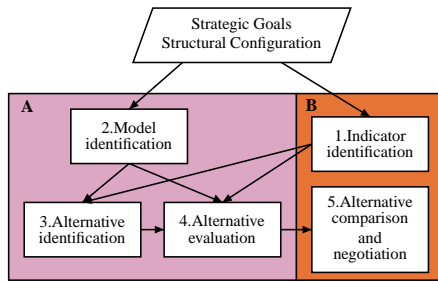 Strategic Goals
Structural Configuration
A
B
2.Model
identification
1.Indicator
identification
3.Alternative
identification
4.Alternative
evaluation
5.Alternative
comparison
and
negotiation